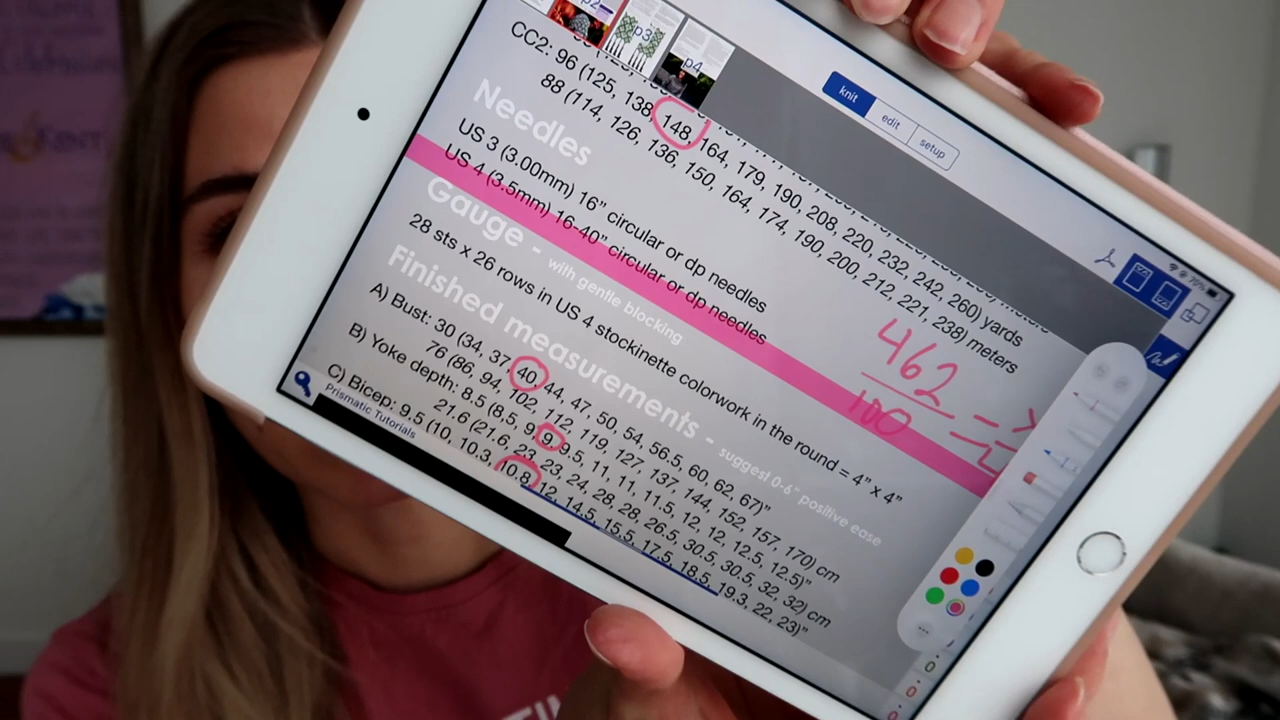 p2
p3
p4
knit
edit
setup
CC2: 96 (125, 138, 148, 164, 179, 190, 208, 220, 232, 242, 260) yards
88 (114, 126, 136, 150, 164, 174, 190, 200, 212, 221, 238) meters
Needles
US 3 (3.00mm) 16" circular or dp needles
US 4 (3.5mm) 16-40" circular or dp needles
Gauge - with gentle blocking
28 sts x 26 rows in US 4 stockinette colorwork in the round = 4" x 4"
Finished measurements - suggest 0-6" positive ease
A) Bust: 30 (34, 37, 40, 44, 47, 50, 54, 56.5, 60, 62, 67)"
76 (86, 94, 102, 112, 119, 127, 137, 144, 152, 157, 170) cm
B) Yoke depth: 8.5 (8.5, 9, 9, 9.5, 11, 11, 11.5, 12, 12, 12.5, 12.5)"
21.6 (21.6, 23, 23, 24, 28, 28, 26.5, 30.5, 30.5, 32, 32) cm
C) Bicep: 9.5 (10, 10.3, 10.8, 12, 14.5, 15.5, 17.5, 18.5, 19.3, 22, 23)"
462
100
Prismatic Tutorials